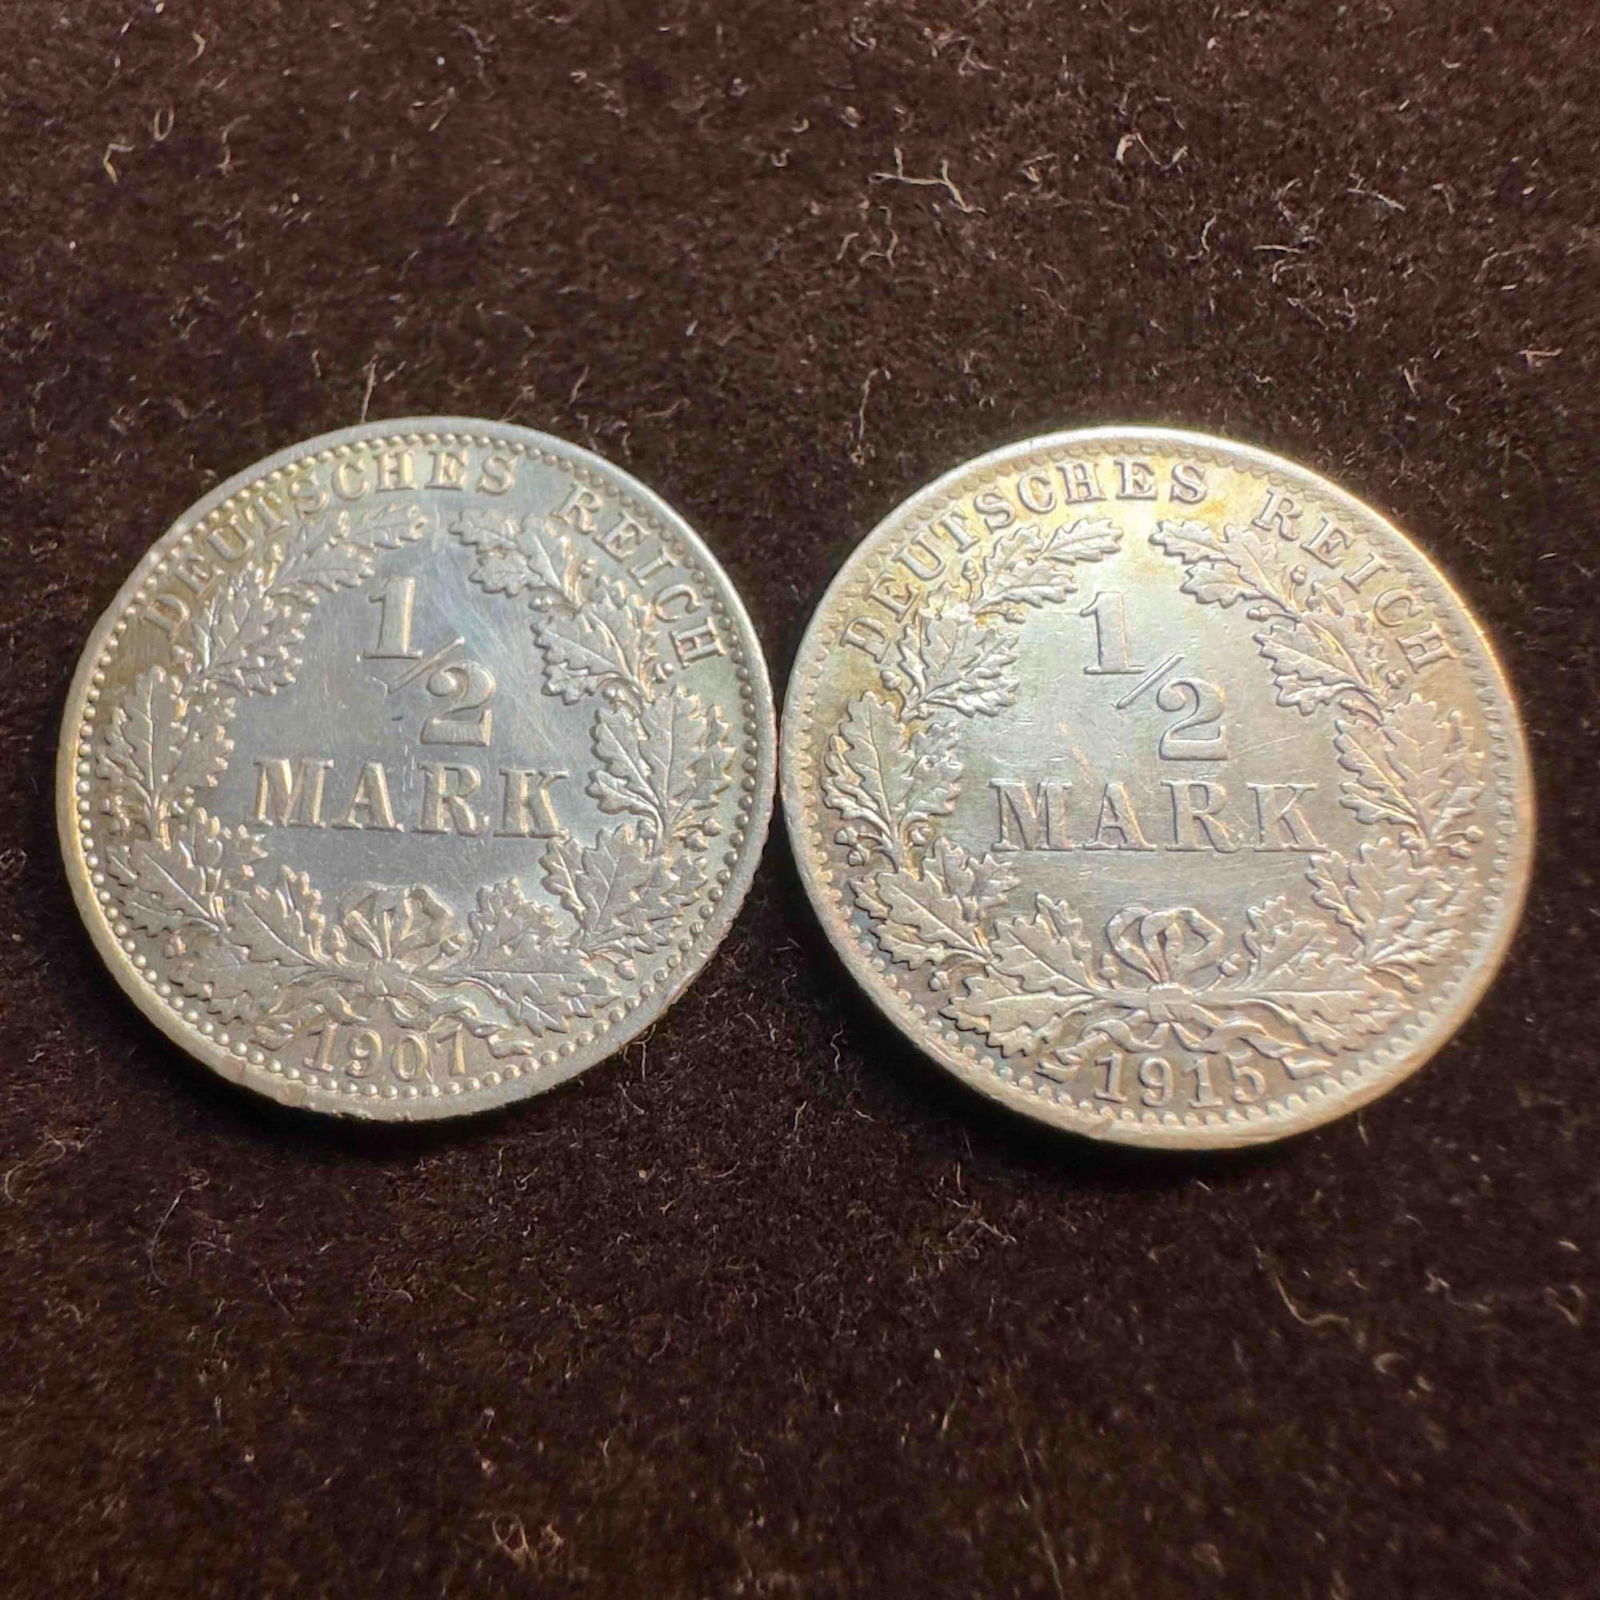 DEUTSCHES REICH
1/2
MARK
1907
DEUTSCHES REICH
1/2
MARK
1915